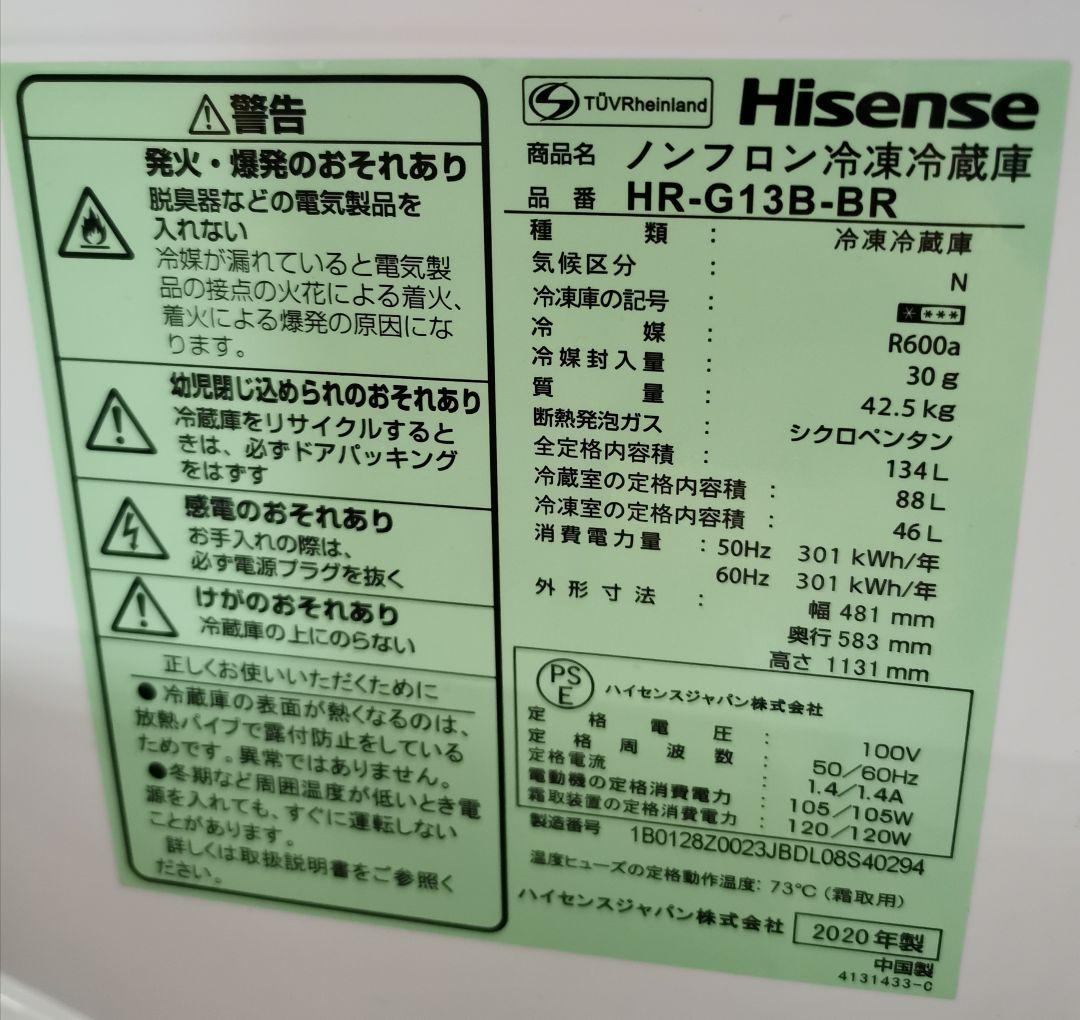 警告
発火・爆発のおそれあり
脱臭器などの電気製品を
入れない
冷媒が漏れていると電気製
品の接点の火花による着火、
着火による爆発の原因にな
ります。
幼児閉じ込められのおそれあり
冷蔵庫をリサイクルすると
きは、必ずドアパッキング
をはずす
感電のおそれあり
お手入れの際は、
必ず電源プラグを抜く
けがのおそれあり
冷蔵庫の上にのらない
正しくお使いいただくために
●冷蔵庫の表面が熱くなるのは、
放熱パイプで露付防止をしている
ためです。異常ではありません。
●冬期など周囲温度が低いとき電
源を入れても、すぐに運転しない
ことがあります。
詳しくは取扱説明書をご参照く
ださい。
TÜVRheinland Hisense
商品名 ノンフロン冷凍冷蔵庫
品番 HR-G13B-BR
種類 : 冷凍冷蔵庫
気候区分 : N
冷凍庫の記号 : * ***
冷媒 : R600a
冷媒封入量 : 30 g
質量 : 42.5 kg
断熱発泡ガス : シクロペンタン
全定格内容積 : 134 L
冷蔵室の定格内容積 : 88 L
冷凍室の定格内容積 : 46 L
消費電力量 : 50Hz 301 kWh/年
60Hz 301 kWh/年
外形寸法 : 幅 481 mm
奥行 583 mm
高さ 1131 mm
PS
E ハイセンスジャパン株式会社
定格電圧 : 100V
定格周波数 : 50/60Hz
定格電流 : 1.4/1.4A
電動機の定格消費電力 : 105/105W
霜取装置の定格消費電力 : 120/120W
製造番号 1B0128Z0023JBDL08S40294
温度ヒューズの定格動作温度: 73℃(霜取用)
ハイセンスジャパン株式会社 2020年製
中国製
4131433-C